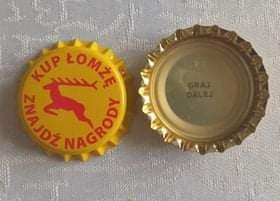 KUP ŁOMŻĘ
ZNAJDŹ NAGRODY
GRAJ
DALEJ